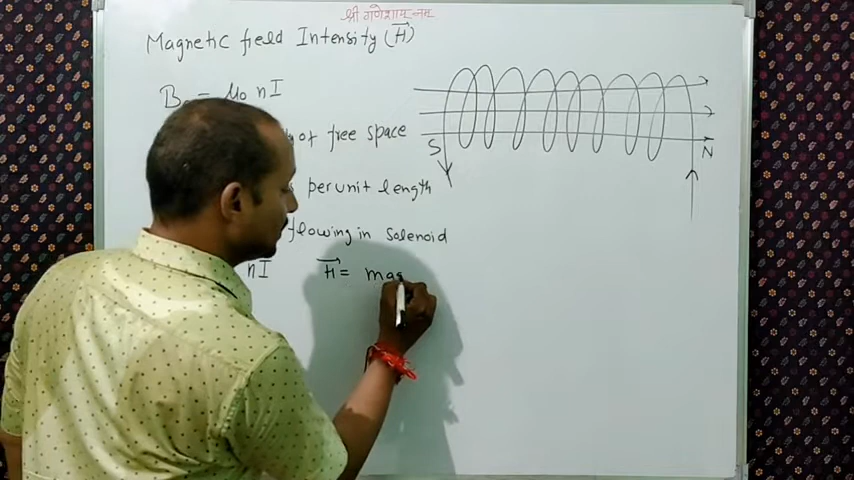 श्री गणेशाय नमः
Magnetic field Intensity (H)
B = μ₀ nI
of free space
per unit length
flowing in Solenoid
nI H = mag
S
N